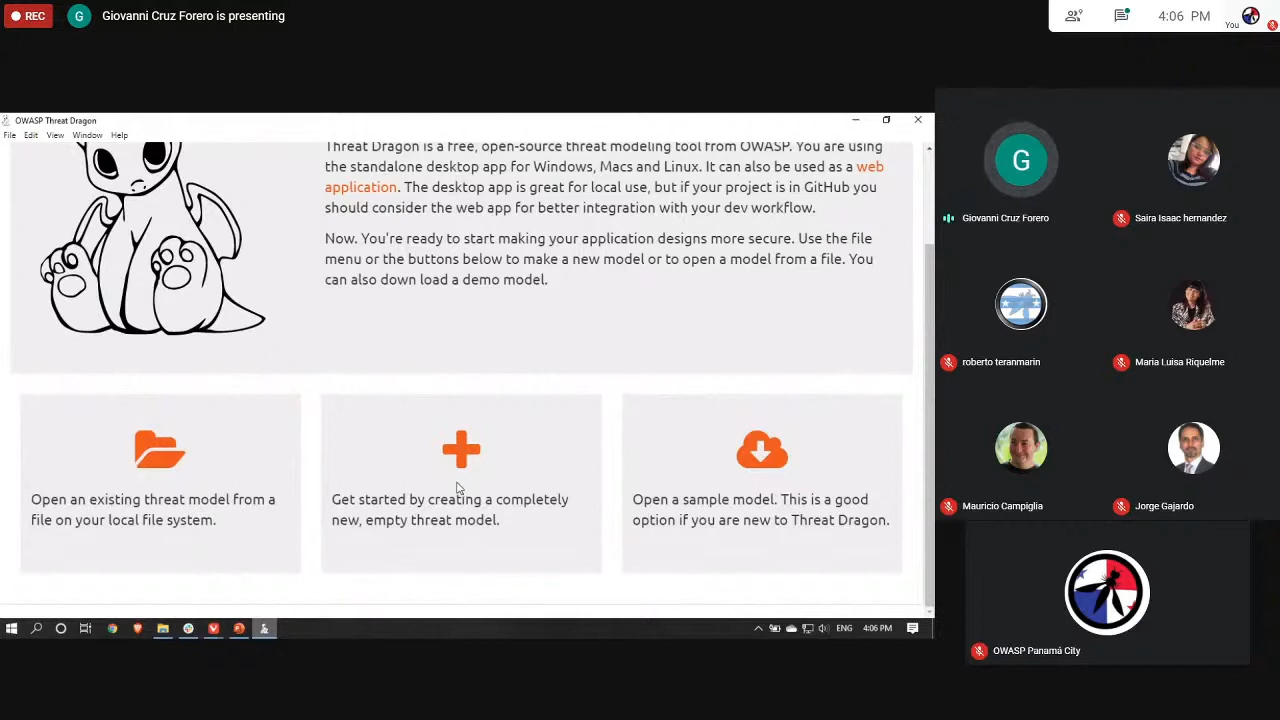 REC
G
Giovanni Cruz Forero is presenting
9
4:06 PM
You
OWASP Threat Dragon
File Edit View Window Help
Threat Dragon is a free, open-source threat modeling tool from OWASP. You are using
the standalone desktop app for Windows, Macs and Linux. It can also be used as a web
application. The desktop app is great for local use, but if your project is in GitHub you
should consider the web app for better integration with your dev workflow.
Now. You're ready to start making your application designs more secure. Use the file
menu or the buttons below to make a new model or to open a model from a file. You
can also down load a demo model.
Open an existing threat model from a
file on your local file system.
Get started by creating a completely
new, empty threat model.
Open a sample model. This is a good
option if you are new to Threat Dragon.
ENG 4:06 PM
G
Giovanni Cruz Forero
Saira Isaac hernandez
roberto teranmarin
Maria Luisa Riquelme
Mauricio Campiglia
Jorge Gajardo
OWASP Panamá City